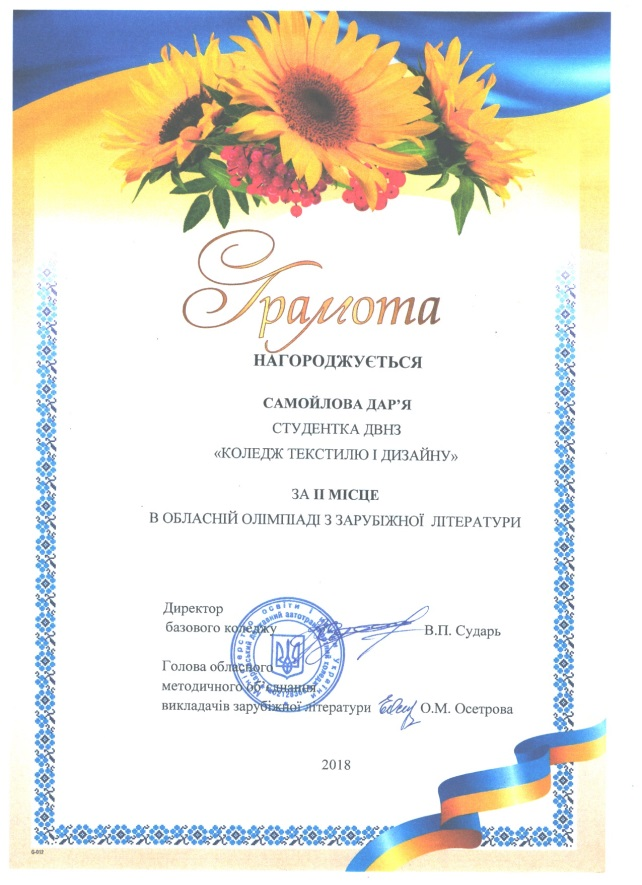 Грамота
НАГОРОДЖУЄТЬСЯ
САМОЙЛОВА ДАР’Я
СТУДЕНТКА ДВНЗ
«КОЛЕДЖ ТЕКСТИЛЮ І ДИЗАЙНУ»
ЗА ІІ МІСЦЕ
В ОБЛАСНІЙ ОЛІМПІАДІ З ЗАРУБІЖНОЇ ЛІТЕРАТУРИ
Директор
базового коледжу В.П. Сударь
Голова обласного
методичного об’єднання
викладачів зарубіжної літератури О.М. Осетрова
2018